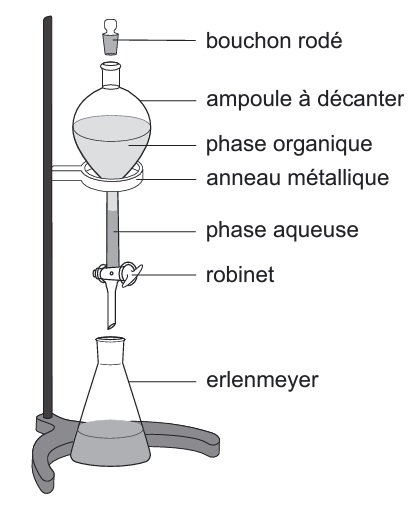 bouchon rodé
ampoule à décanter
phase organique
anneau métallique
phase aqueuse
robinet
erlenmeyer